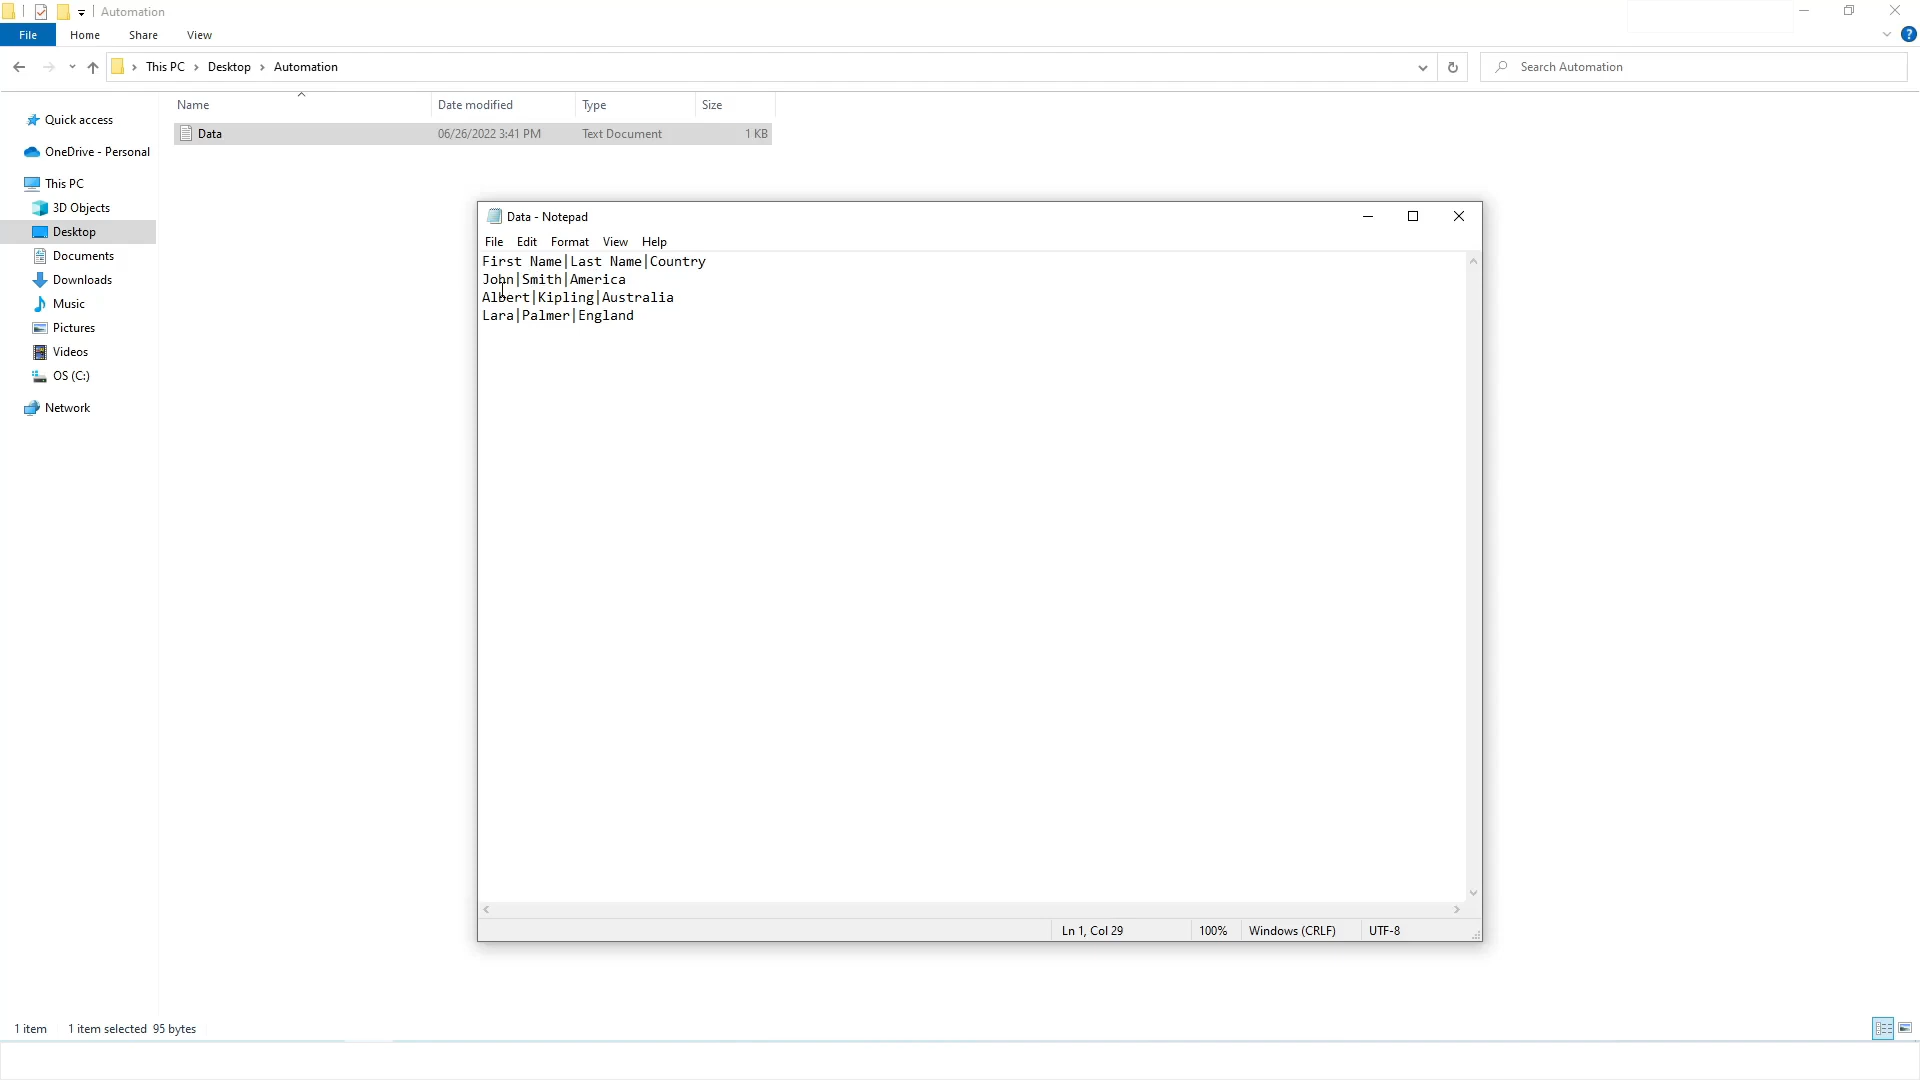 Automation
File Home Share View
This PC Desktop Automation
Search Automation
Name Date modified Type Size
Data 06/26/2022 3:41 PM Text Document 1 KB
Quick access
OneDrive - Personal
This PC
3D Objects
Desktop
Documents
Downloads
Music
Pictures
Videos
OS (C:)
Network
Data - Notepad
File Edit Format View Help
First Name|Last Name|Country
John|Smith|America
Albert|Kipling|Australia
Lara|Palmer|England
Ln 1, Col 29 100% Windows (CRLF) UTF-8
1 item 1 item selected 95 bytes